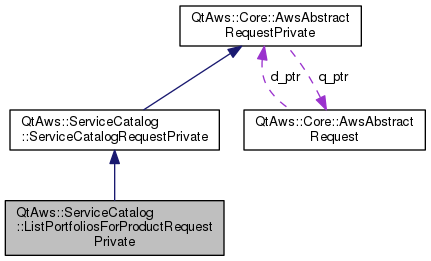 QtAws::Core::AwsAbstract
RequestPrivate
d_ptr
q_ptr
QtAws::ServiceCatalog
::ServiceCatalogRequestPrivate
QtAws::Core::AwsAbstract
Request
QtAws::ServiceCatalog
::ListPortfoliosForProductRequest
Private